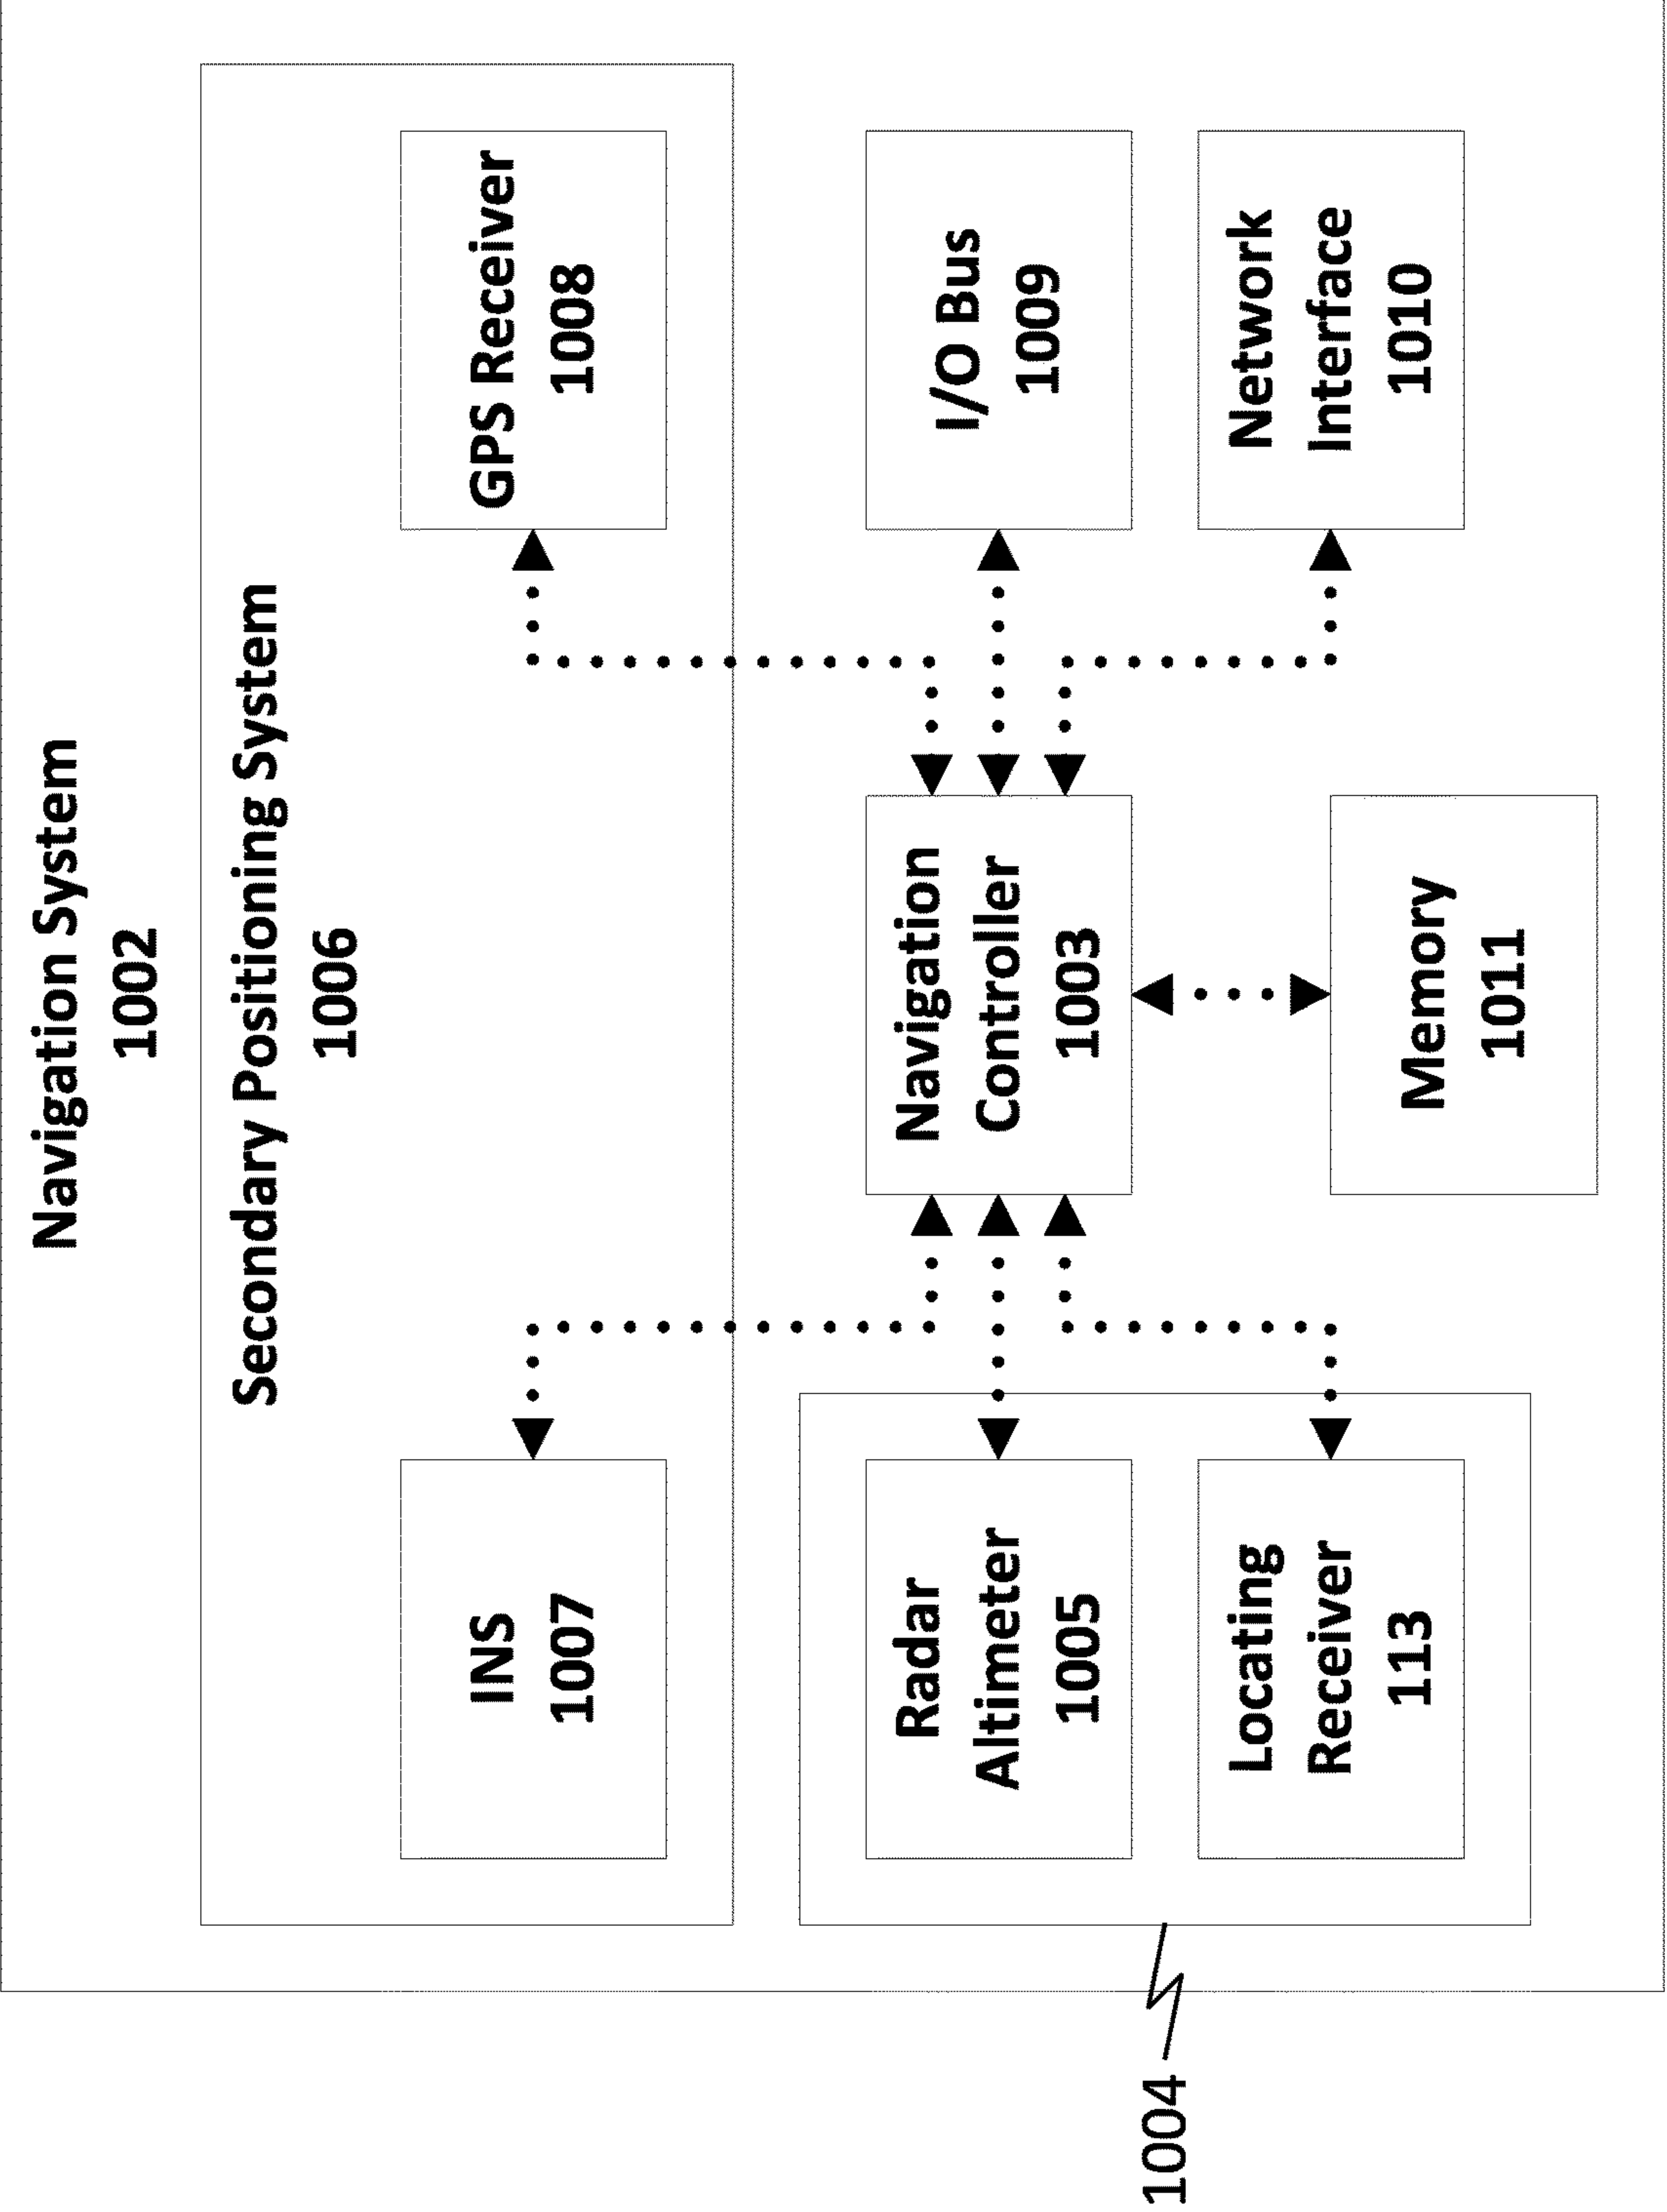 Navigation System
1002
Secondary Positioning System
1006
INS
1007
GPS Receiver
1008
Radar
Altimeter
1005
Navigation
Controller
1003
I/O Bus
1009
Locating
Receiver
113
Memory
1011
Network
Interface
1010
1004